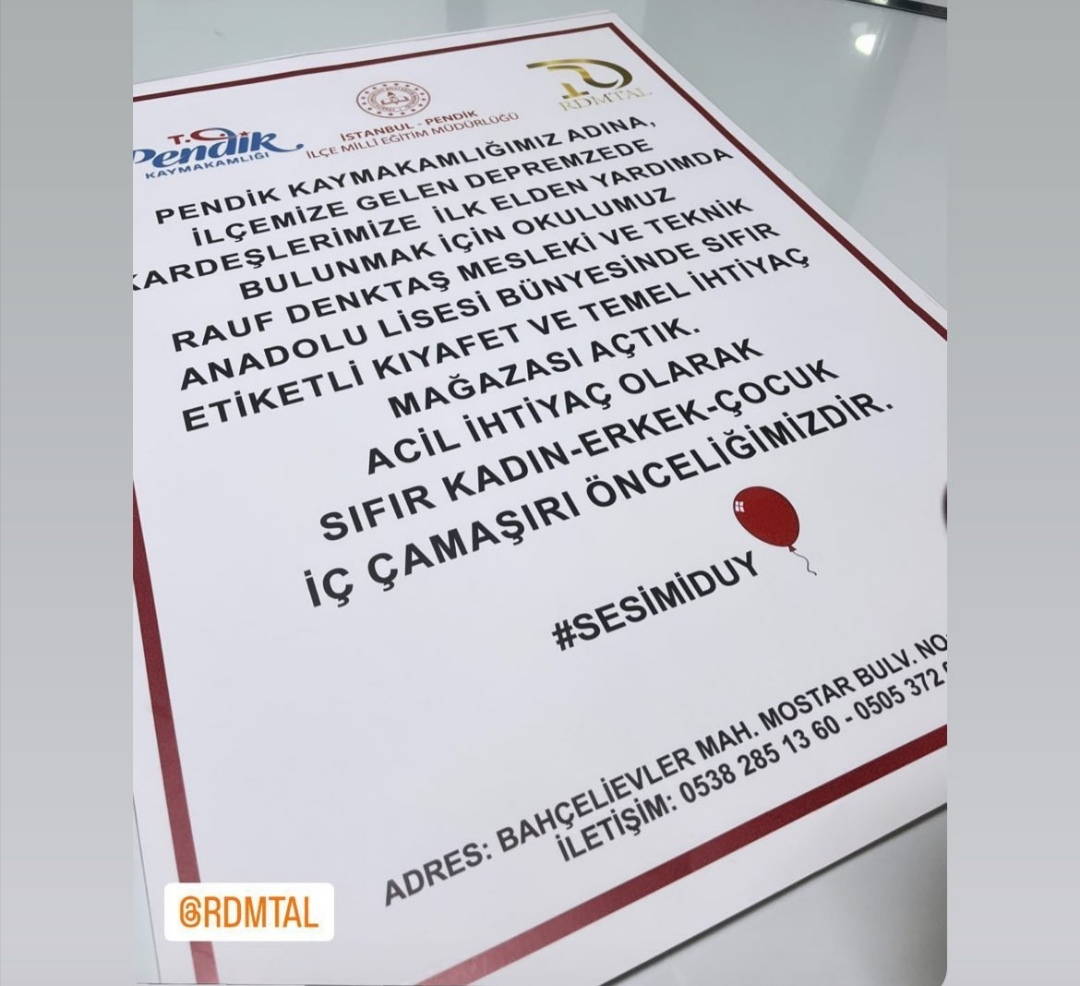 T.C.
Pendik
KAYMAKAMLIĞI
İSTANBUL - PENDİK
İLÇE MİLLİ EĞİTİM MÜDÜRLÜĞÜ
RDMTAL
PENDİK KAYMAKAMLIĞIMIZ ADINA,
İLÇEMİZE GELEN DEPREMZEDE
KARDEŞLERİMİZE İLK ELDEN YARDIMDA
BULUNMAK İÇİN OKULUMUZ
RAUF DENKTAŞ MESLEKİ VE TEKNİK
ANADOLU LİSESİ BÜNYESİNDE SIFIR
ETİKETLİ KIYAFET VE TEMEL İHTİYAÇ
MAĞAZASI AÇTIK.
ACİL İHTİYAÇ OLARAK
SIFIR KADIN-ERKEK-ÇOCUK
İÇ ÇAMAŞIRI ÖNCELİĞİMİZDİR.
#SESİMİDUY
ADRES: BAHÇELİEVLER MAH. MOSTAR BULV. NO
İLETİŞİM: 0538 285 13 60 - 0505 372
@RDMTAL